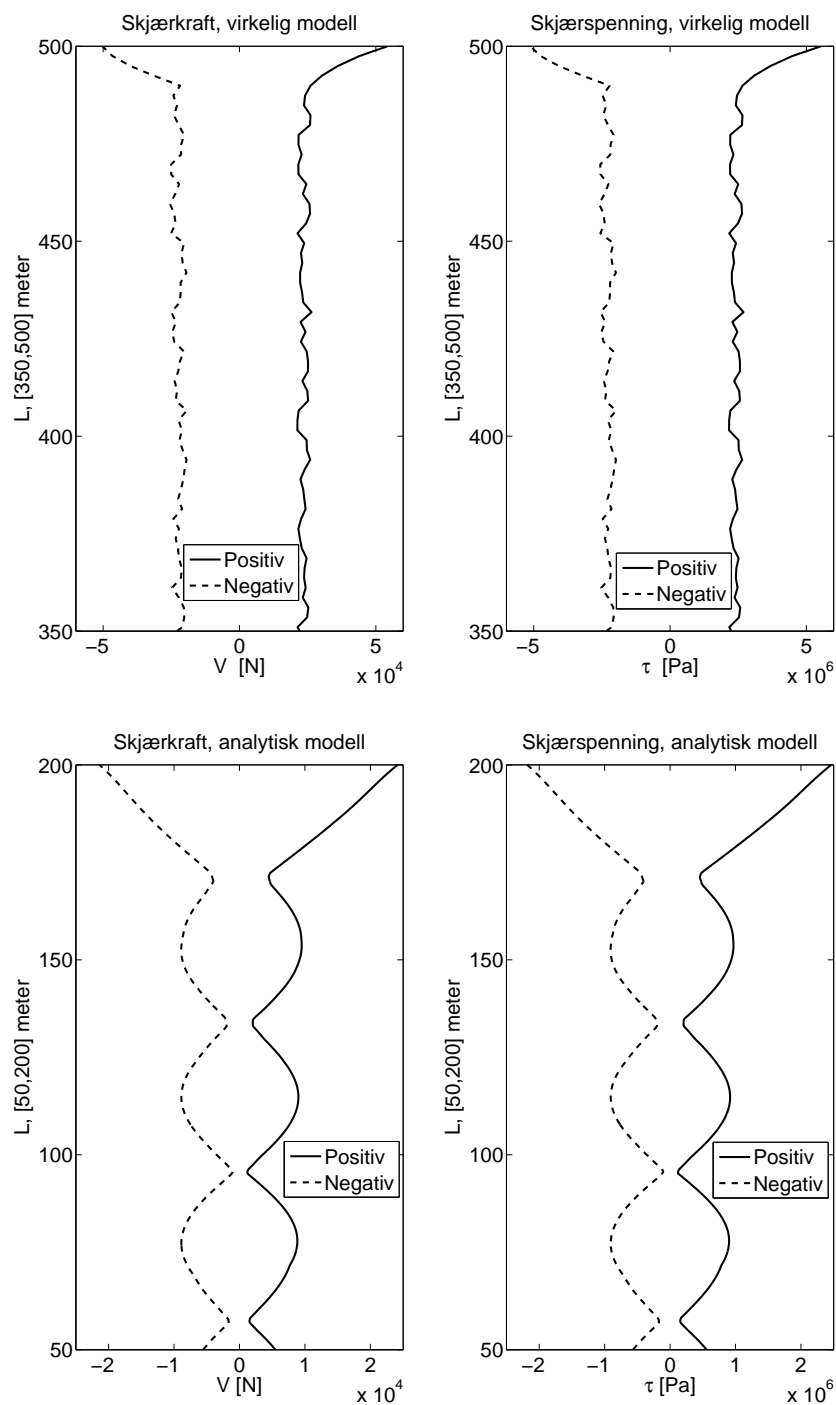 Skjærkraft, virkelig modell
500
450
400
350
L, [350,500] meter
Positiv
Negativ
−5 0 5
V [N]
x 10^4
Skjærspenning, virkelig modell
500
450
400
350
L, [350,500] meter
Positiv
Negativ
−5 0 5
τ [Pa]
x 10^6
Skjærkraft, analytisk modell
200
150
100
50
L, [50,200] meter
Positiv
Negativ
−2 −1 0 1 2
V [N]
x 10^4
Skjærspenning, analytisk modell
200
150
100
50
L, [50,200] meter
Positiv
Negativ
−2 −1 0 1 2
τ [Pa]
x 10^6